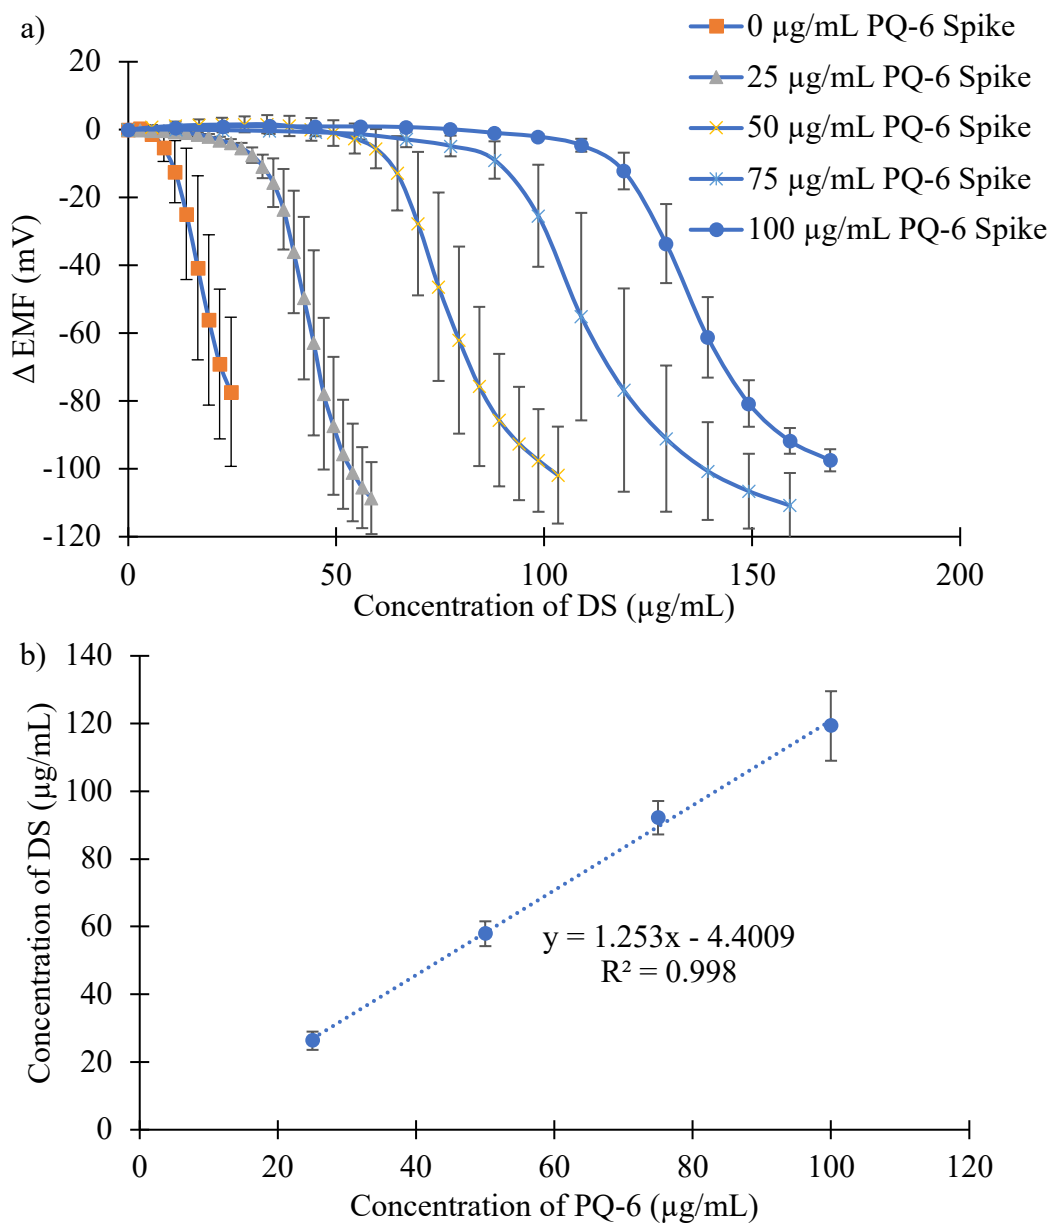 a)
0 µg/mL PQ-6 Spike
25 µg/mL PQ-6 Spike
50 µg/mL PQ-6 Spike
75 µg/mL PQ-6 Spike
100 µg/mL PQ-6 Spike
20
0
-20
-40
-60
-80
-100
-120
Δ EMF (mV)
0 50 100 150 200
Concentration of DS (µg/mL)
b)
140
120
100
80
60
40
20
0
Concentration of DS (µg/mL)
y = 1.253x - 4.4009
R² = 0.998
0 20 40 60 80 100 120
Concentration of PQ-6 (µg/mL)